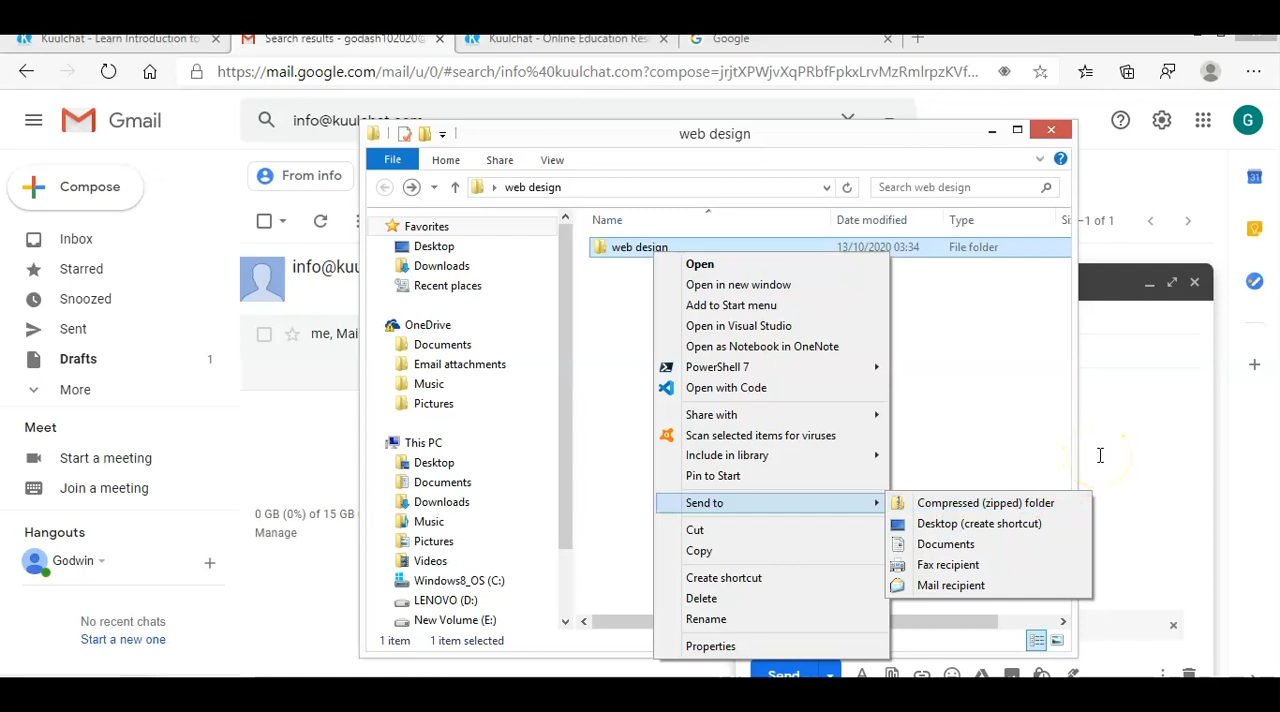 Kuulchat - Learn Introduction to
Search results - godash102020@
Kuulchat - Online Education Res
Google
https://mail.google.com/mail/u/0/#search/info%40kuulchat.com?compose=jrjtXPWjvXqPRbfFpkxLrvMzRmlrpzKVf...
Gmail
info@kuulchat.com
G
Compose
From info
1 of 1
Inbox
Starred
Snoozed
Sent
Drafts 1
More
Meet
Start a meeting
Join a meeting
Hangouts
Godwin
No recent chats
Start a new one
info@kuu
me, Mai
0 GB (0%) of 15 GB
Manage
web design
File
Home
Share
View
web design
Search web design
Name
Date modified
Type
web design
13/10/2020 03:34
File folder
Favorites
Desktop
Downloads
Recent places
OneDrive
Documents
Email attachments
Music
Pictures
This PC
Desktop
Documents
Downloads
Music
Pictures
Videos
Windows8_OS (C:)
LENOVO (D:)
New Volume (E:)
1 item
1 item selected
Open
Open in new window
Add to Start menu
Open in Visual Studio
Open as Notebook in OneNote
PowerShell 7
Open with Code
Share with
Scan selected items for viruses
Include in library
Pin to Start
Send to
Cut
Copy
Create shortcut
Delete
Rename
Properties
Compressed (zipped) folder
Desktop (create shortcut)
Documents
Fax recipient
Mail recipient
Send